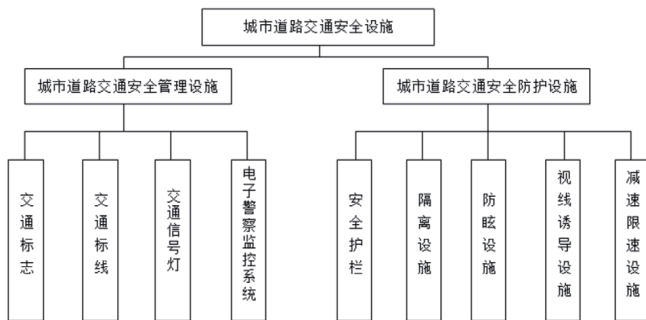 城市道路交通安全设施
城市道路交通安全管理设施
城市道路交通安全防护设施
交通标志
交通标线
交通信号灯
电子警察监控系统
安全护栏
隔离设施
防眩设施
视线诱导设施
减速限速设施